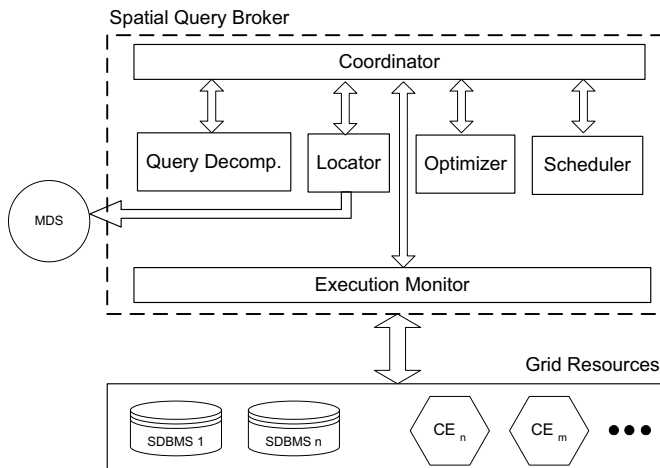 Spatial Query Broker
Coordinator
Query Decomp.
Locator
Optimizer
Scheduler
MDS
Execution Monitor
Grid Resources
SDBMS 1
SDBMS n
CE n
CE m